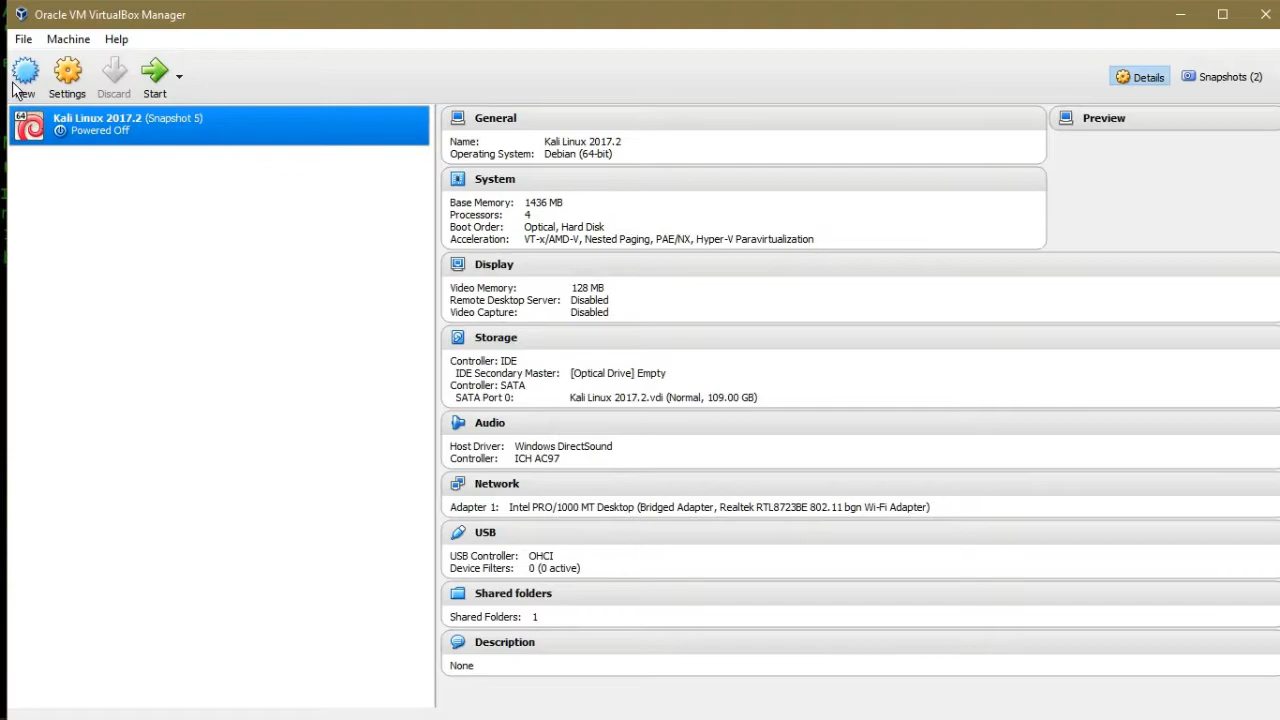 Oracle VM VirtualBox Manager
File Machine Help
New Settings Discard Start
Details Snapshots (2)
64 Kali Linux 2017.2 (Snapshot 5)
Powered Off
General
Name: Kali Linux 2017.2
Operating System: Debian (64-bit)
Preview
System
Base Memory: 1436 MB
Processors: 4
Boot Order: Optical, Hard Disk
Acceleration: VT-x/AMD-V, Nested Paging, PAE/NX, Hyper-V Paravirtualization
Display
Video Memory: 128 MB
Remote Desktop Server: Disabled
Video Capture: Disabled
Storage
Controller: IDE
IDE Secondary Master: [Optical Drive] Empty
Controller: SATA
SATA Port 0: Kali Linux 2017.2.vdi (Normal, 109.00 GB)
Audio
Host Driver: Windows DirectSound
Controller: ICH AC97
Network
Adapter 1: Intel PRO/1000 MT Desktop (Bridged Adapter, Realtek RTL8723BE 802.11 bgn Wi-Fi Adapter)
USB
USB Controller: OHCI
Device Filters: 0 (0 active)
Shared folders
Shared Folders: 1
Description
None